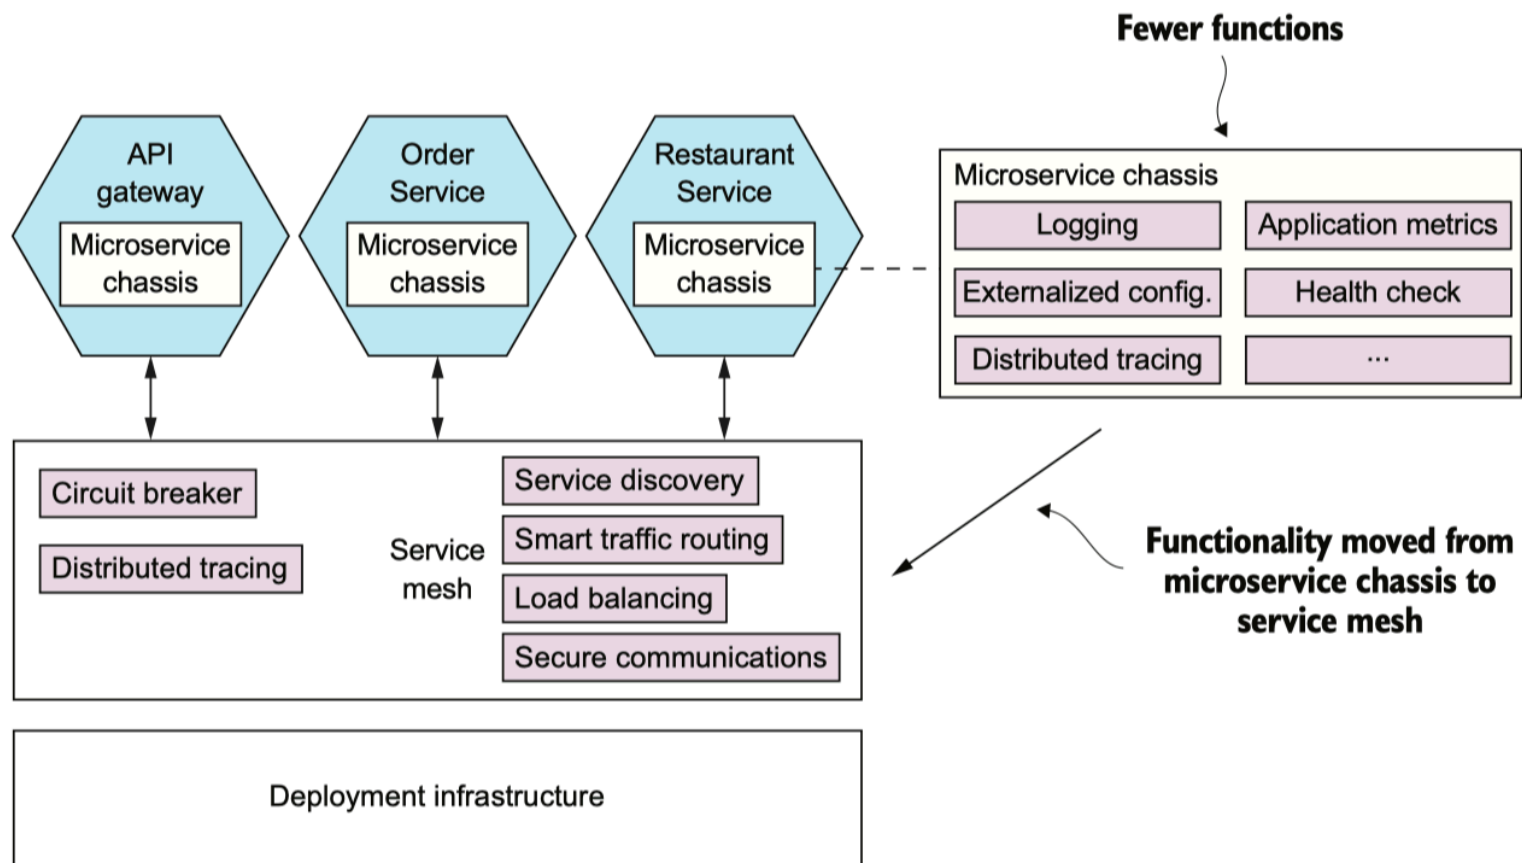 Fewer functions
API
gateway
Microservice
chassis
Order
Service
Microservice
chassis
Restaurant
Service
Microservice
chassis
Microservice chassis
Logging
Application metrics
Externalized config.
Health check
Distributed tracing
...
Circuit breaker
Distributed tracing
Service
mesh
Service discovery
Smart traffic routing
Load balancing
Secure communications
Functionality moved from
microservice chassis to
service mesh
Deployment infrastructure